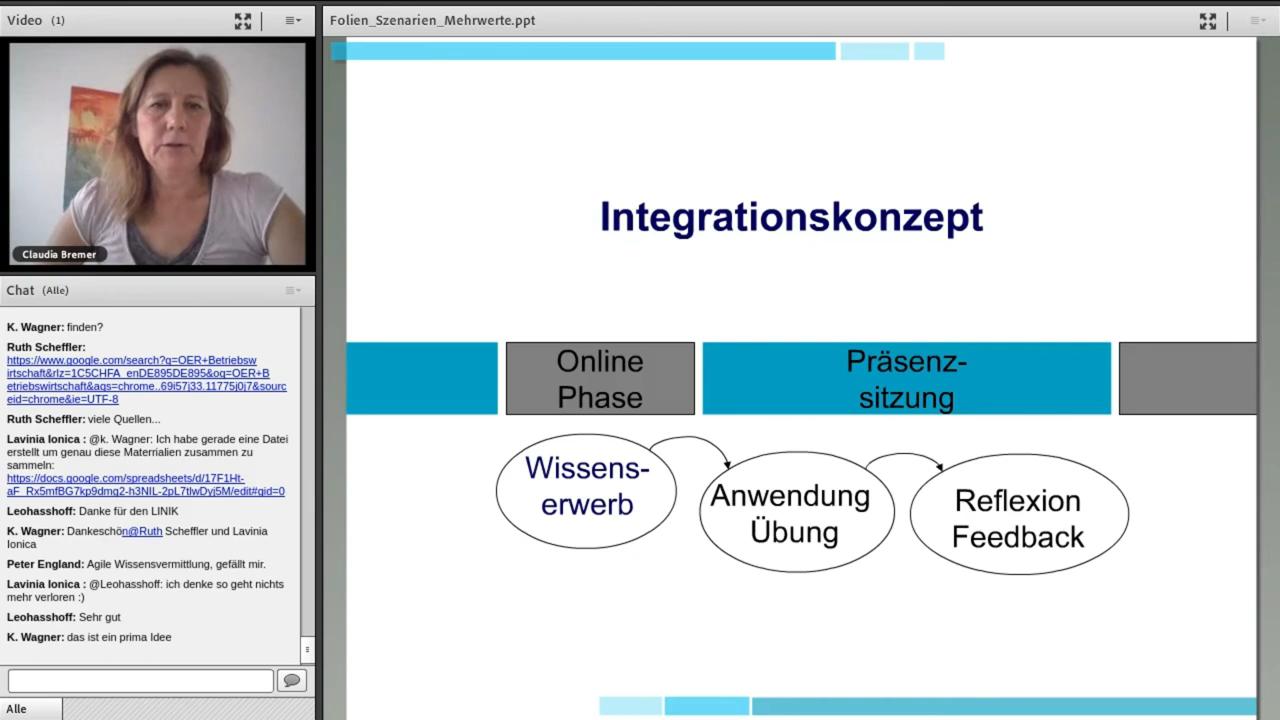 Video (1)
Claudia Bremer
Chat (Alle)
K. Wagner: finden?
Ruth Scheffler:
https://www.google.com/search?q=OER+Betriebsw
irtschaft&rlz=1C5CHFA_enDE895DE895&oq=OER+B
etriebswirtschaft&aqs=chrome..69i57j33.11775j0j7&sourc
eid=chrome&ie=UTF-8
Ruth Scheffler: viele Quellen...
Lavinia Ionica : @k. Wagner: Ich habe gerade eine Datei
erstellt um genau diese Materrialien zusammen zu
sammeln:
https://docs.google.com/spreadsheets/d/17F1Ht-
aF_Rx5mfBG7kp9dmg2-h3NIL-2pL7tlwDyj5M/edit#gid=0
Leohasshoff: Danke für den LINIK
K. Wagner: Dankeschön@Ruth Scheffler und Lavinia
Ionica
Peter England: Agile Wissensvermittlung, gefällt mir.
Lavinia Ionica : @Leohasshoff: ich denke so geht nichts
mehr verloren :)
Leohasshoff: Sehr gut
K. Wagner: das ist ein prima Idee
Alle
Folien_Szenarien_Mehrwerte.ppt
Integrationskonzept
Online
Phase
Präsenz-
sitzung
Wissens-
erwerb
Anwendung
Übung
Reflexion
Feedback